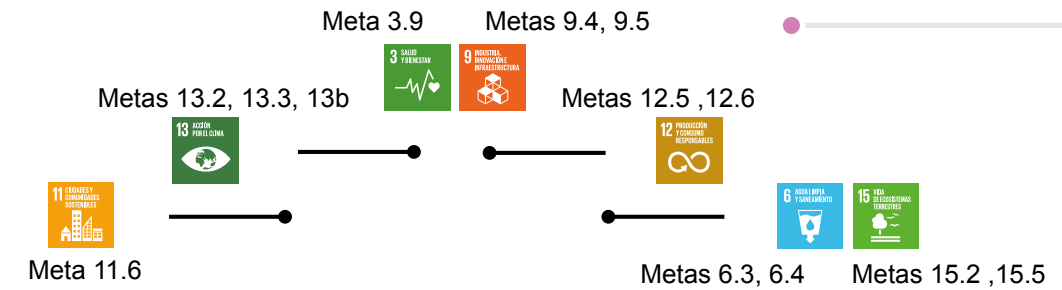 Meta 3.9
Metas 9.4, 9.5
3 SALUD
Y BIENESTAR
9 INDUSTRIA,
INNOVACIÓN E
INFRAESTRUCTURA
Metas 13.2, 13.3, 13b
Metas 12.5 ,12.6
13 ACCIÓN
POR EL CLIMA
12 PRODUCCIÓN
Y CONSUMO
RESPONSABLES
11 CIUDADES Y
COMUNIDADES
SOSTENIBLES
6 AGUA LIMPIA
Y SANEAMIENTO
15 VIDA
DE ECOSISTEMAS
TERRESTRES
Meta 11.6
Metas 6.3, 6.4
Metas 15.2 ,15.5